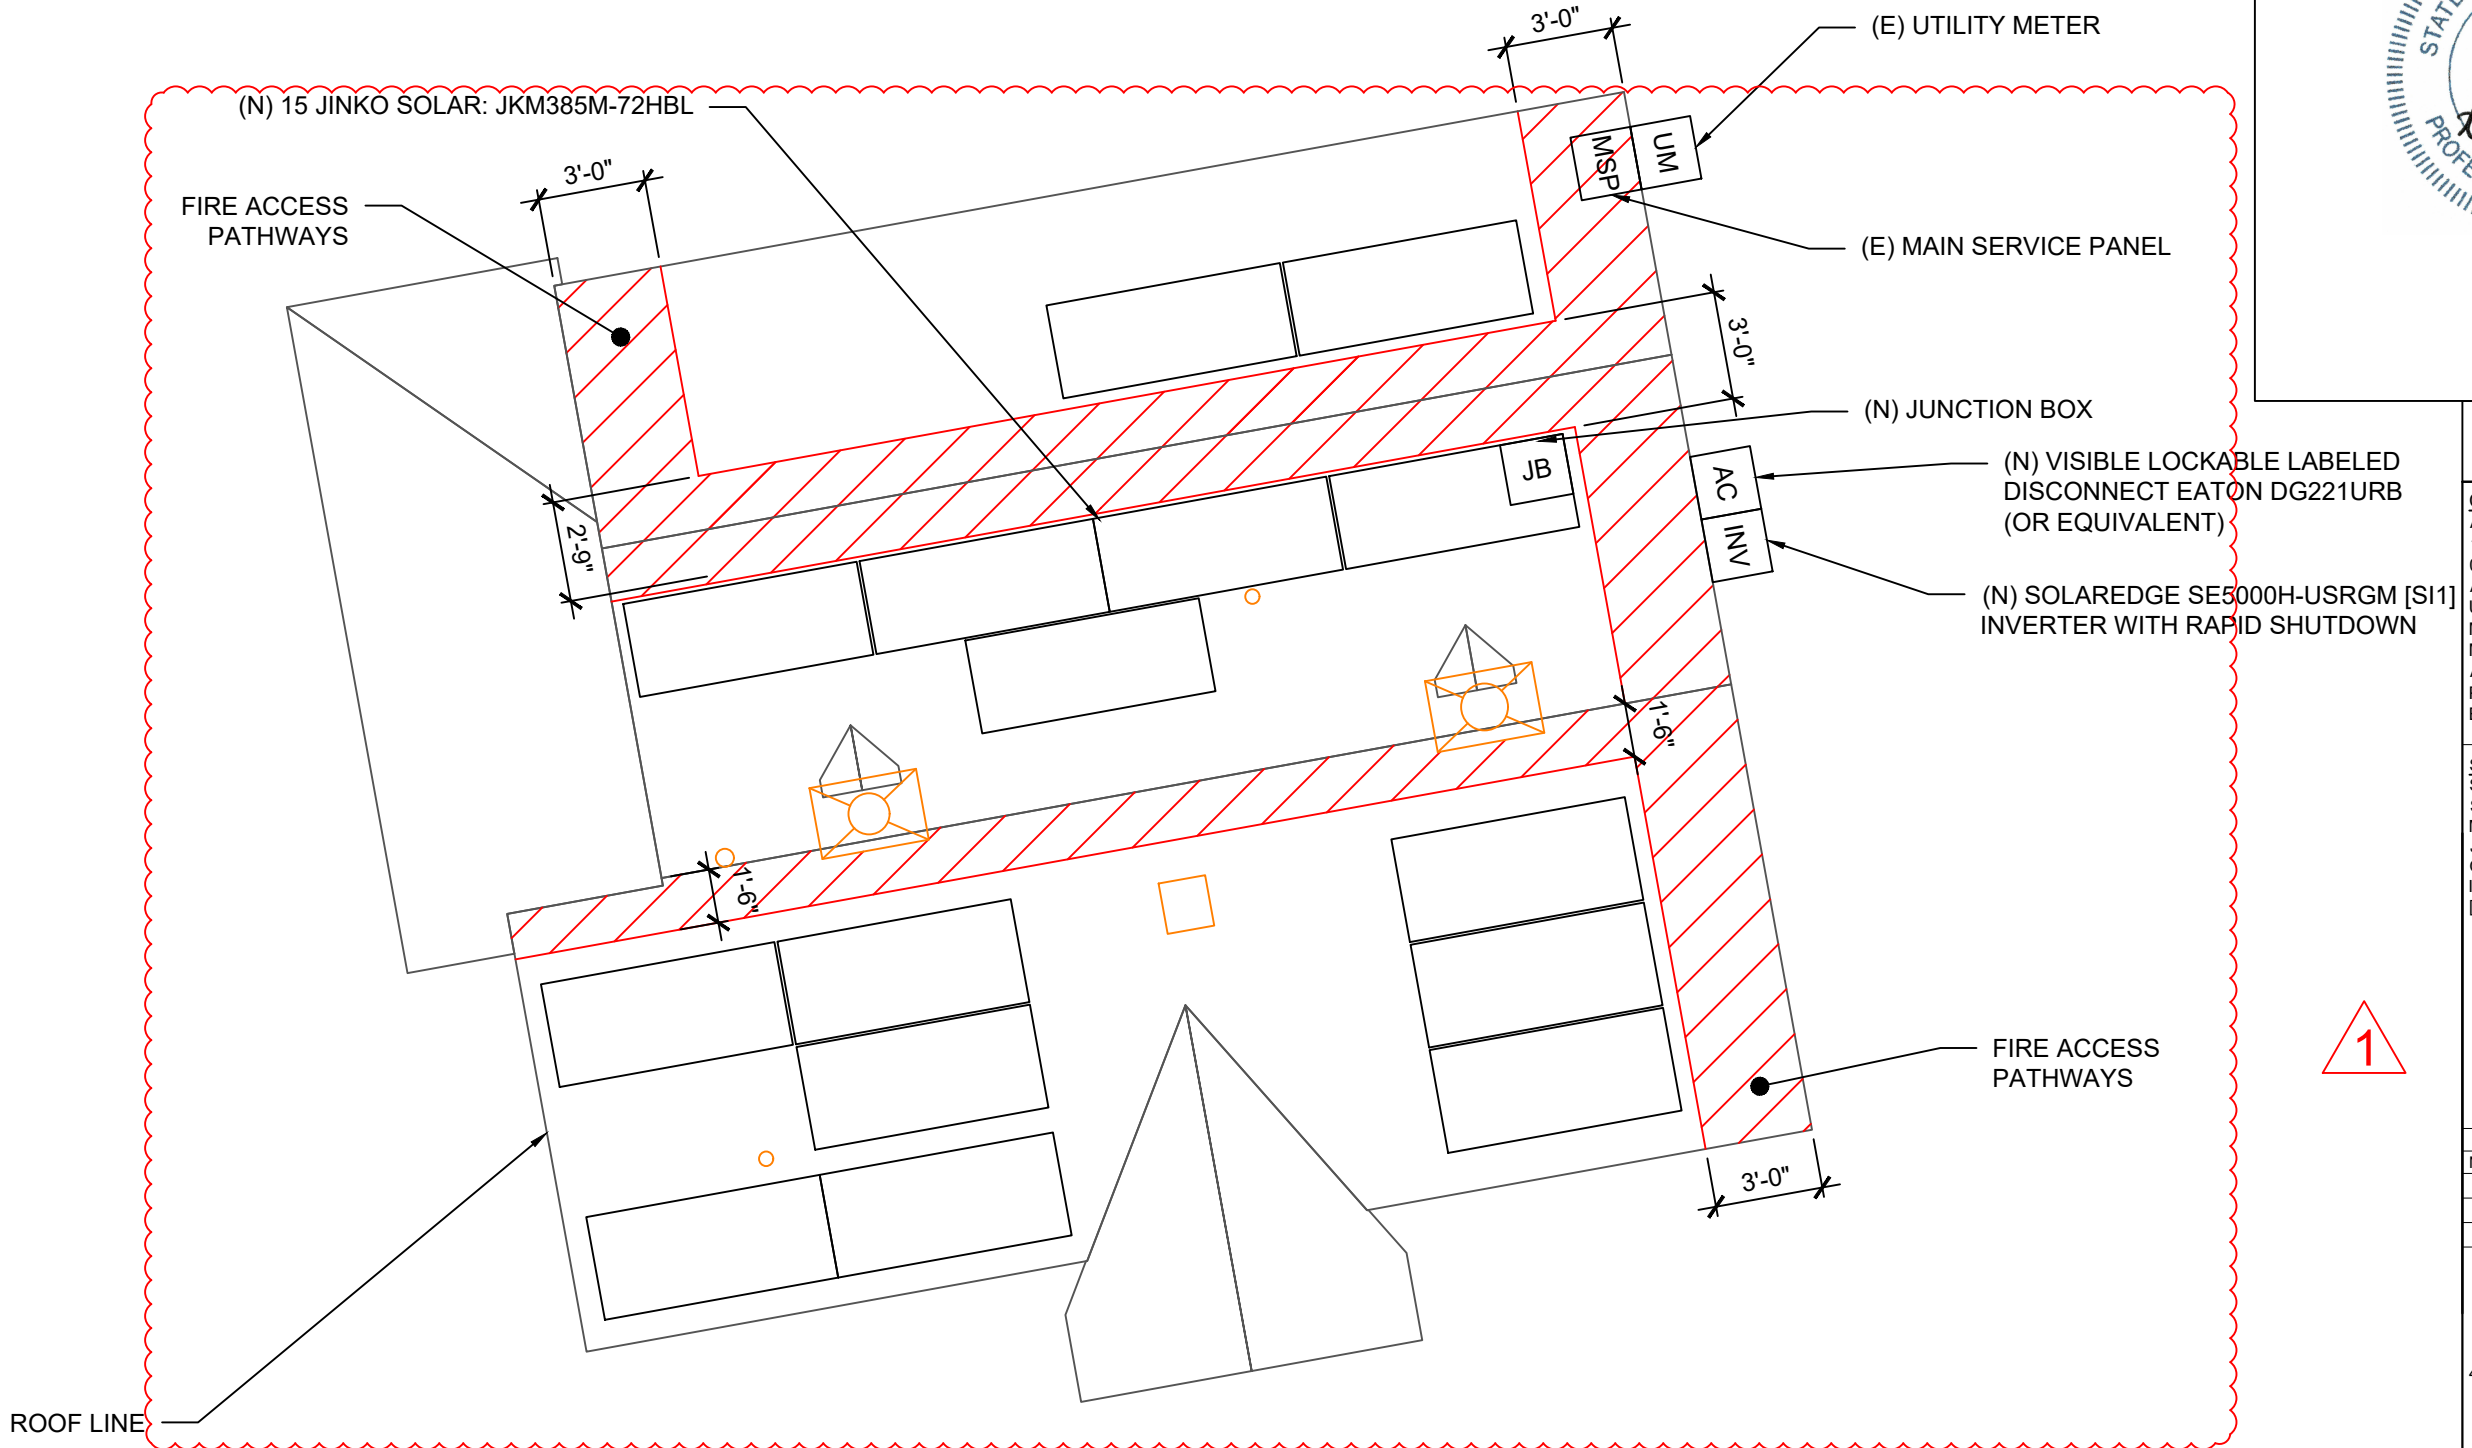 3'-0"
(E) UTILITY METER
STATE
PROFE
(N) 15 JINKO SOLAR: JKM385M-72HBL
3'-0"
FIRE ACCESS
PATHWAYS
MSP
UM
(E) MAIN SERVICE PANEL
3'-0"
(N) JUNCTION BOX
JB
AC
(N) VISIBLE LOCKABLE LABELED
DISCONNECT EATON DG221URB
(OR EQUIVALENT)
2'-9"
INV
(N) SOLAREDGE SE5000H-USRGM [SI1]
INVERTER WITH RAPID SHUTDOWN
1'-6"
1'-6"
1
FIRE ACCESS
PATHWAYS
3'-0"
ROOF LINE